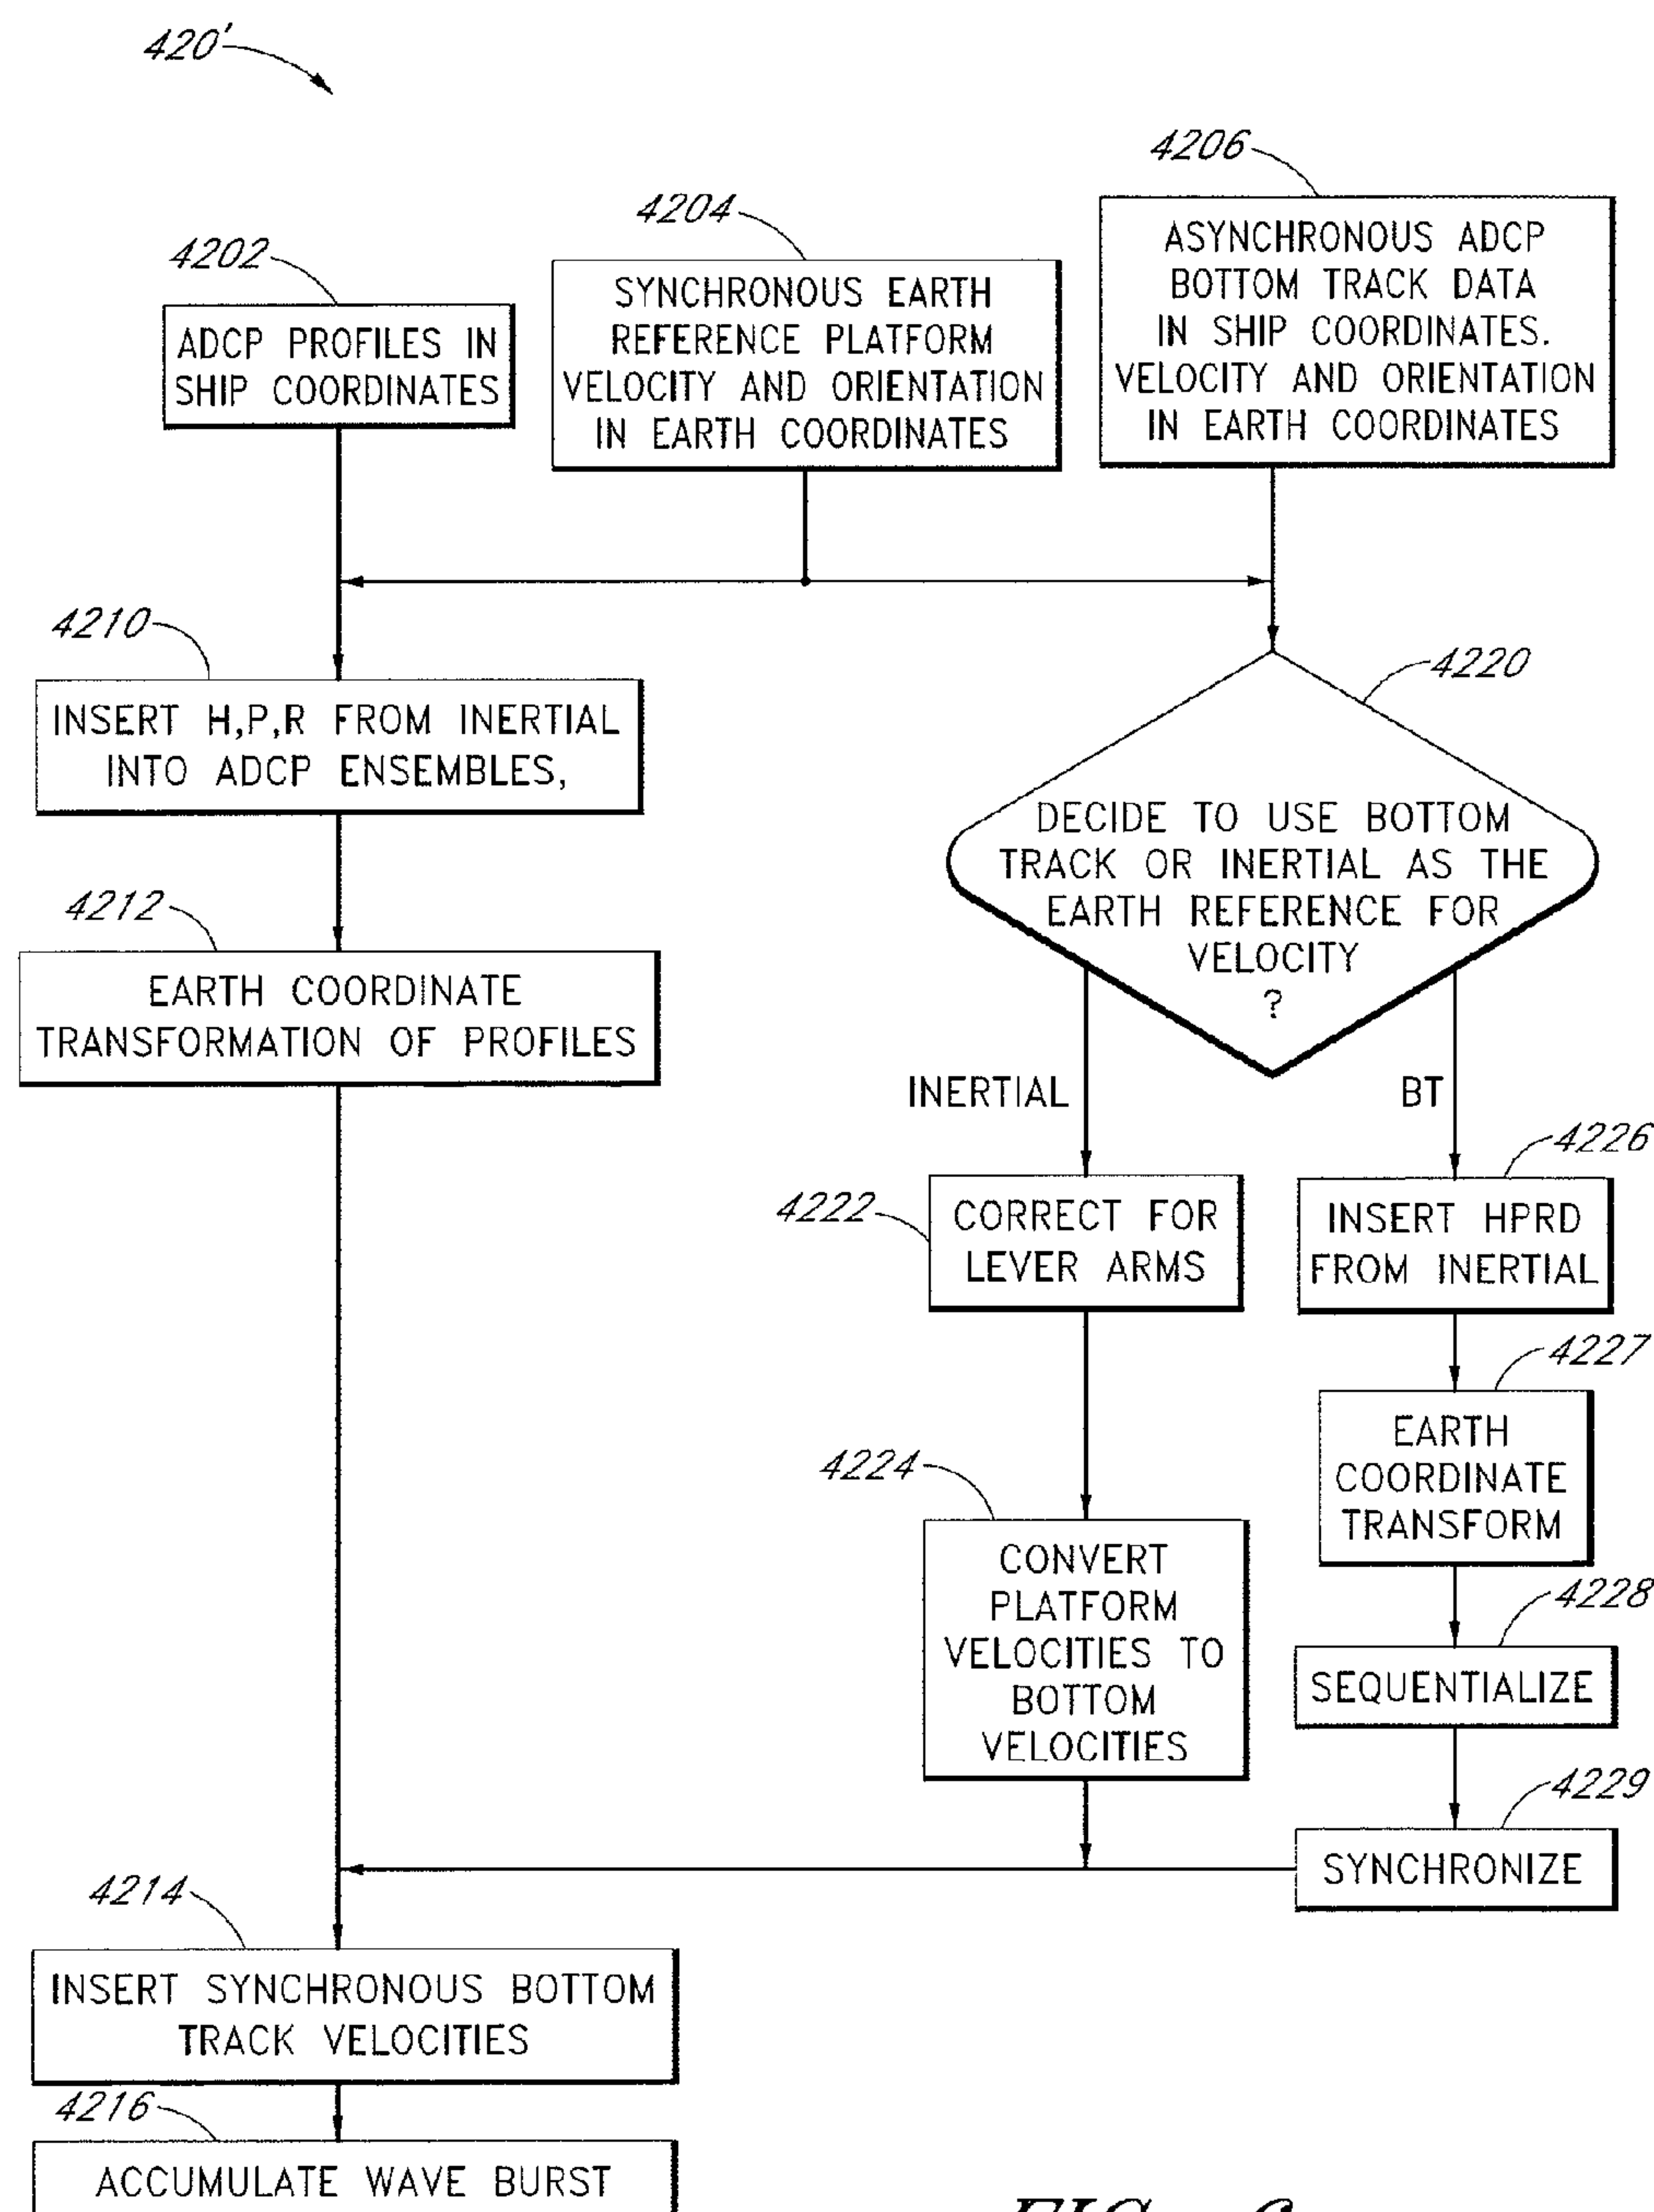 420'
4206
4204
4202
ASYNCHRONOUS ADCP
BOTTOM TRACK DATA
IN SHIP COORDINATES.
VELOCITY AND ORIENTATION
IN EARTH COORDINATES
SYNCHRONOUS EARTH
REFERENCE PLATFORM
VELOCITY AND ORIENTATION
IN EARTH COORDINATES
ADCP PROFILES IN
SHIP COORDINATES
4210
INSERT H,P,R FROM INERTIAL
INTO ADCP ENSEMBLES,
4220
DECIDE TO USE BOTTOM
TRACK OR INERTIAL AS THE
EARTH REFERENCE FOR
VELOCITY
?
4212
EARTH COORDINATE
TRANSFORMATION OF PROFILES
INERTIAL
BT
4222
CORRECT FOR
LEVER ARMS
4226
INSERT HPRD
FROM INERTIAL
4227
EARTH
COORDINATE
TRANSFORM
4224
CONVERT
PLATFORM
VELOCITIES TO
BOTTOM
VELOCITIES
4228
SEQUENTIALIZE
4229
SYNCHRONIZE
4214
INSERT SYNCHRONOUS BOTTOM
TRACK VELOCITIES
4216
ACCUMULATE WAVE BURST